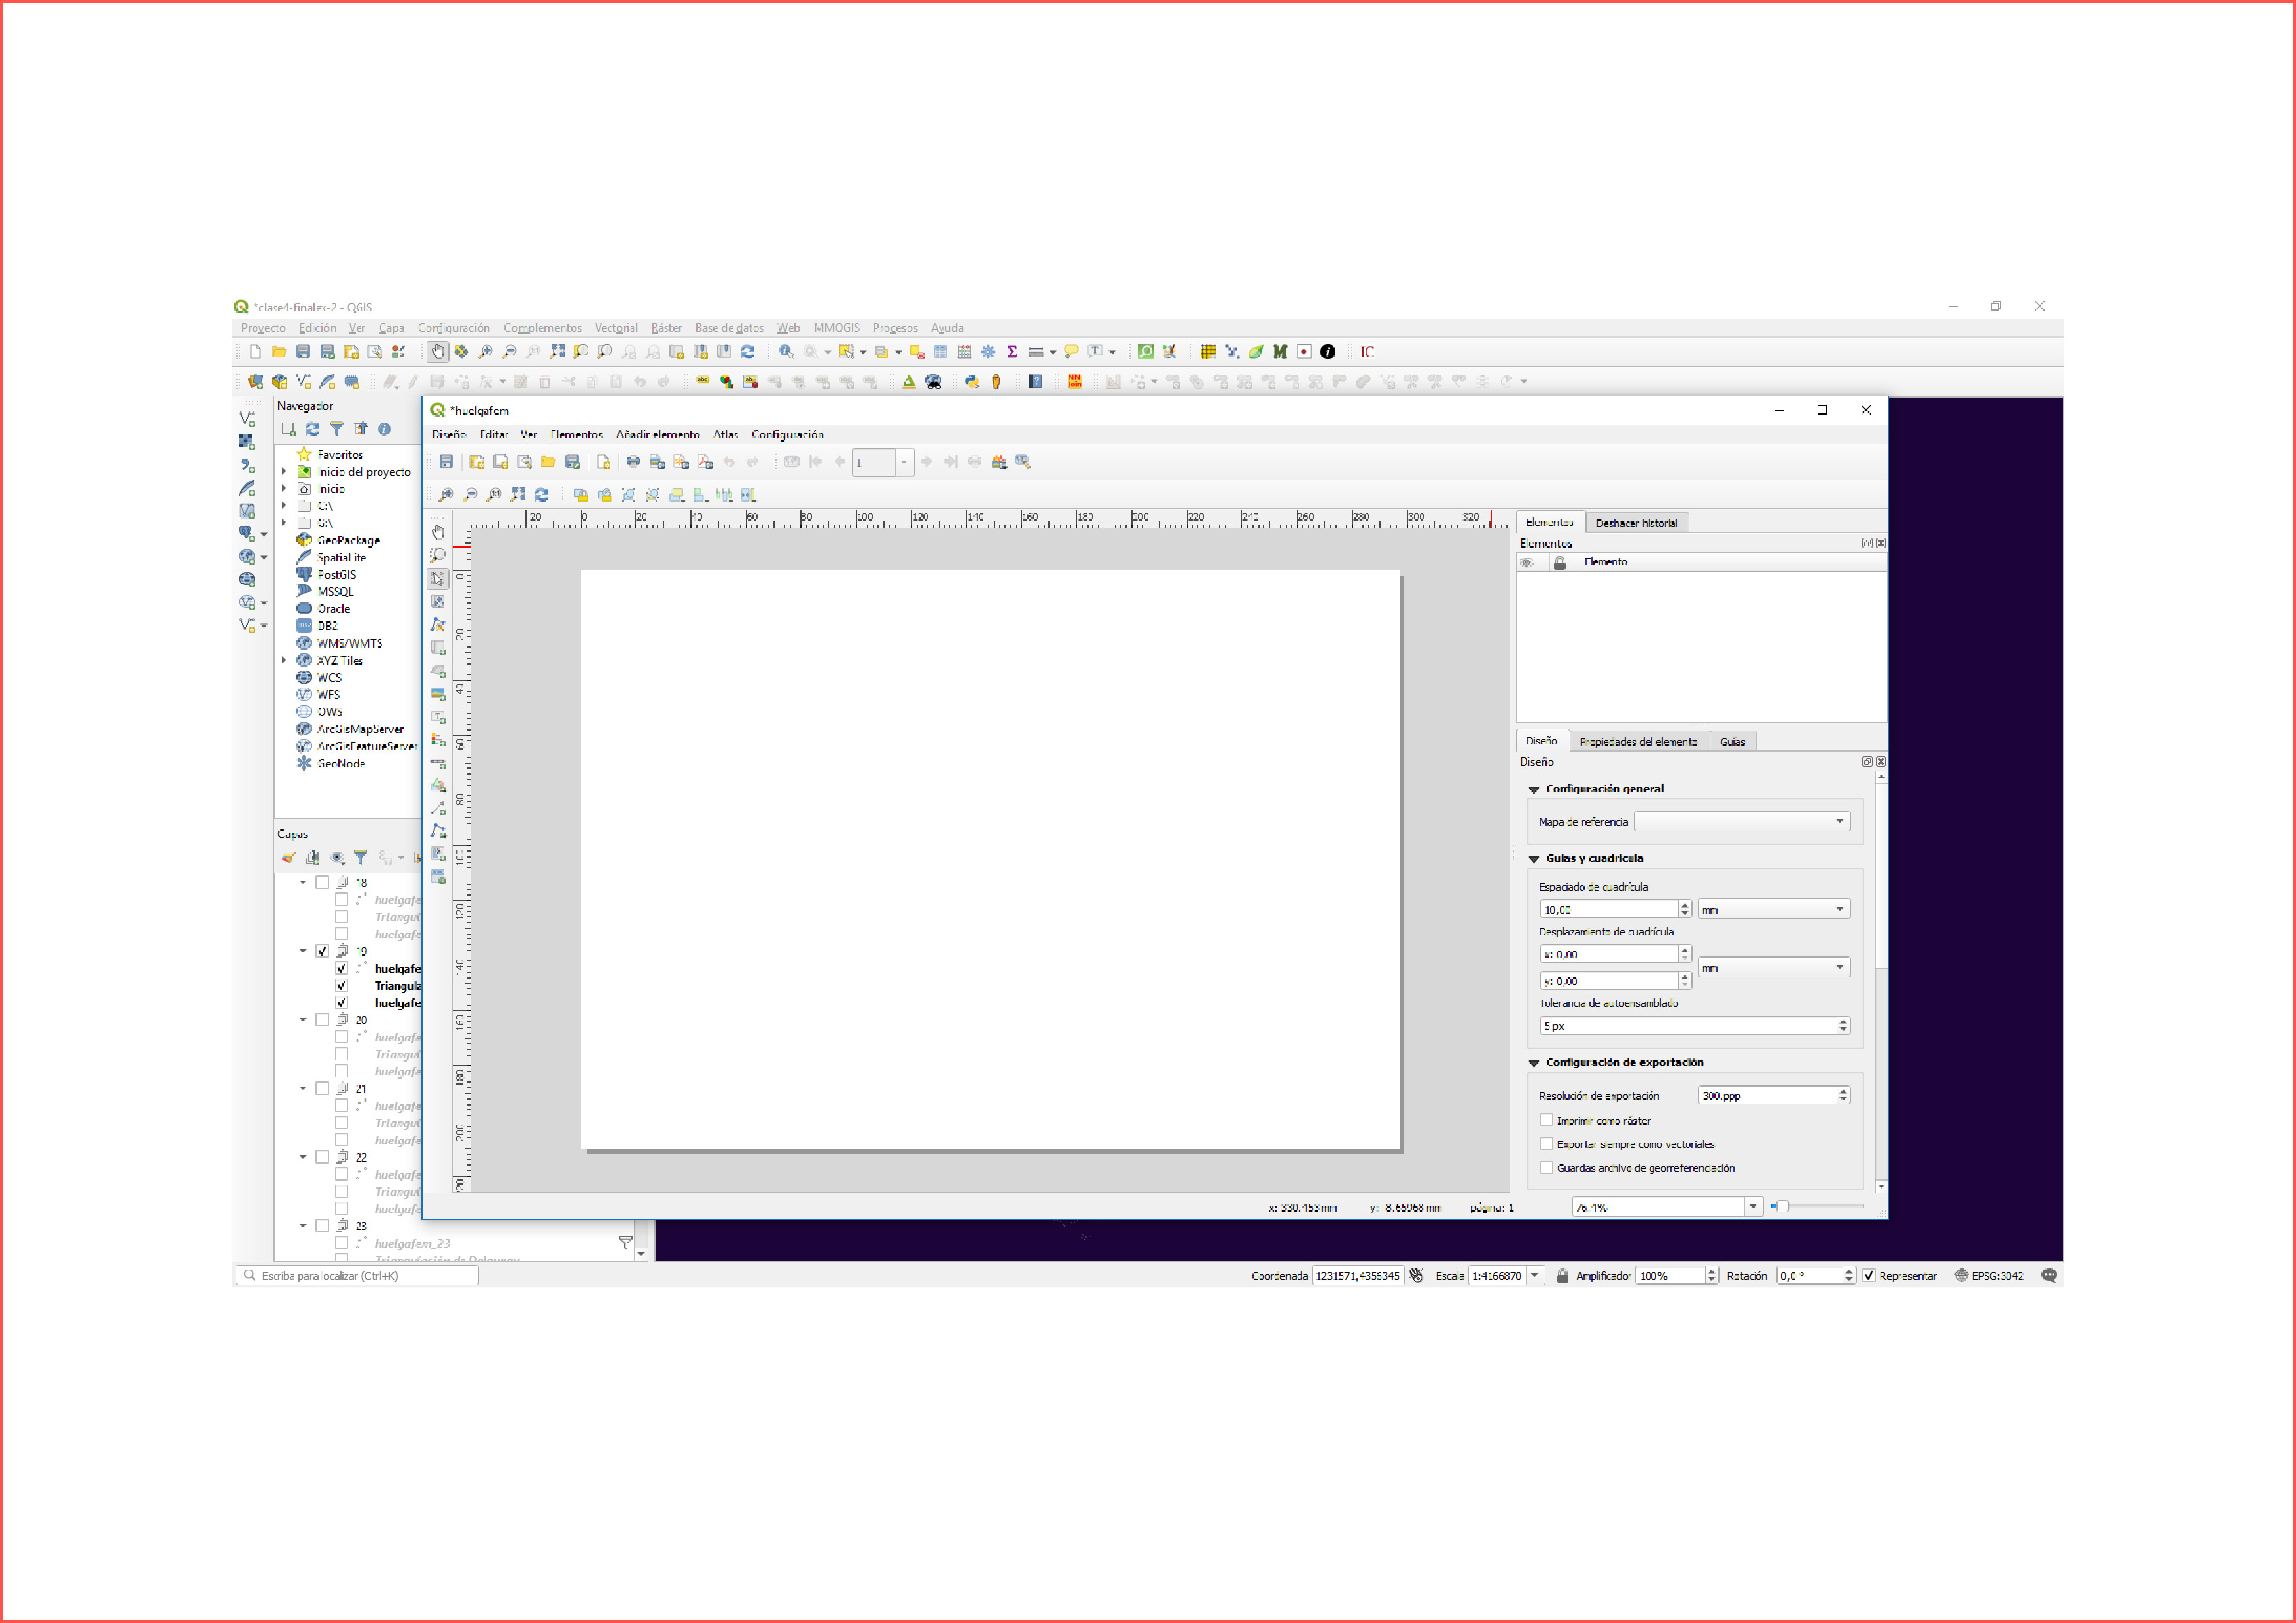 *clase4-finalex-2 - QGIS
Proyecto Edición Ver Capa Configuración Complementos Vectorial Ráster Base de datos Web MMQGIS Procesos Ayuda
IC
Navegador
Favoritos
Inicio del proyecto
Inicio
C:\
G:\
GeoPackage
SpatiaLite
PostGIS
MSSQL
Oracle
DB2
WMS/WMTS
XYZ Tiles
WCS
WFS
OWS
ArcGisMapServer
ArcGisFeatureServer
GeoNode
Capas
18
huelgafe
Triangul
huelgafe
19
huelgafe
Triangula
huelgafe
20
huelgafe
Triangul
huelgafe
21
huelgafe
Triangul
huelgafe
22
huelgafe
Triangul
huelgafe
23
huelgafem_23
Triangulación de Delaunay
*huelgafem
Diseño Editar Ver Elementos Añadir elemento Atlas Configuración
1
-20 0 20 40 60 80 100 120 140 160 180 200 220 240 260 280 300 320
0
20
40
60
80
100
120
140
160
180
200
20
Elementos Deshacer historial
Elementos
Elemento
Diseño Propiedades del elemento Guías
Diseño
Configuración general
Mapa de referencia
Guías y cuadrícula
Espaciado de cuadrícula
10,00 mm
Desplazamiento de cuadrícula
x: 0,00
mm
y: 0,00
Tolerancia de autoensamblado
5 px
Configuración de exportación
Resolución de exportación 300.ppp
Imprimir como ráster
Exportar siempre como vectoriales
Guardas archivo de georreferenciación
x: 330.453 mm y: -8.65968 mm página: 1 76.4%
Escriba para localizar (Ctrl+K) Coordenada 1231571,4356345 Escala 1:4166870 Amplificador 100% Rotación 0,0 ° Representar EPSG:3042